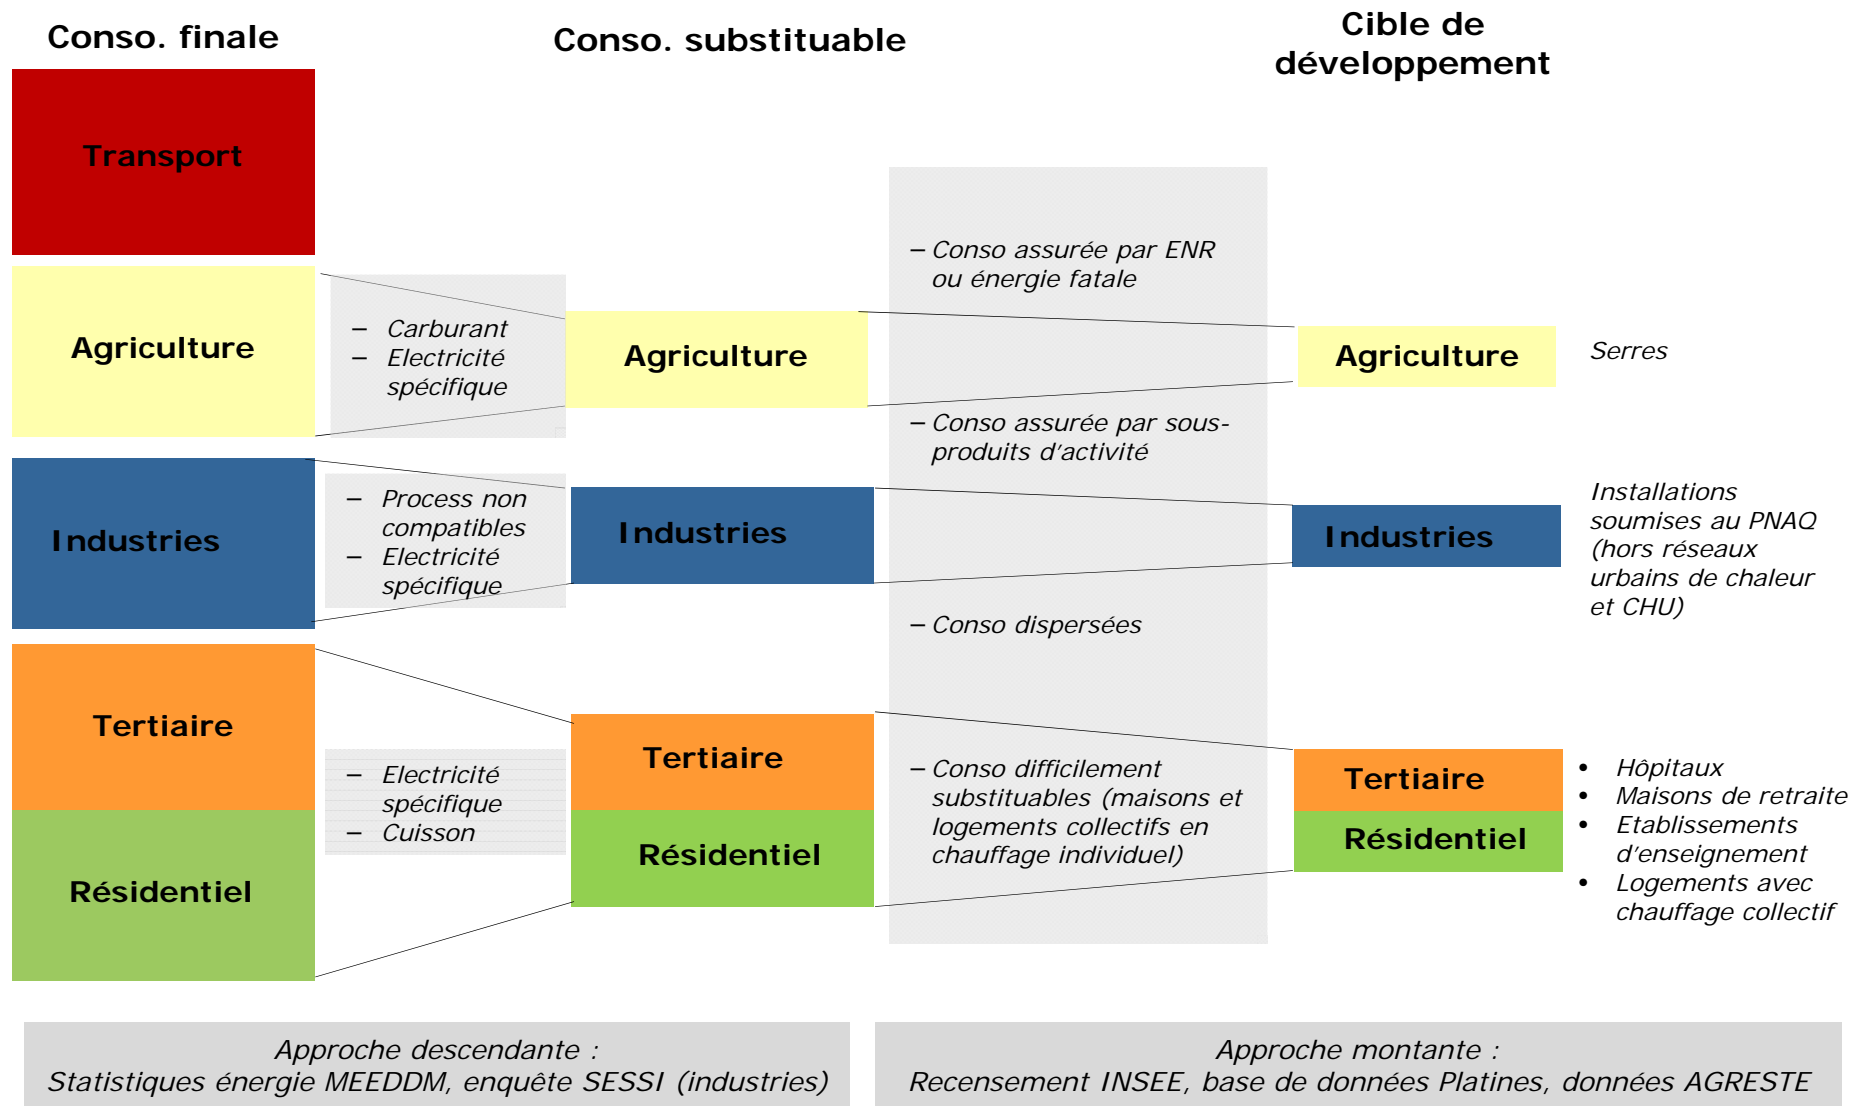 Conso. finale
Conso. substituable
Cible de
développement
Transport
Agriculture
Industries
Tertiaire
Résidentiel
– Carburant
– Electricité
spécifique
– Process non
compatibles
– Electricité
spécifique
– Electricité
spécifique
– Cuisson
Agriculture
Industries
Tertiaire
Résidentiel
– Conso assurée par ENR
ou énergie fatale
– Conso assurée par sous-
produits d’activité
– Conso dispersées
– Conso difficilement
substituables (maisons et
logements collectifs en
chauffage individuel)
Agriculture
Industries
Tertiaire
Résidentiel
Serres
Installations
soumises au PNAQ
(hors réseaux
urbains de chaleur
et CHU)
• Hôpitaux
• Maisons de retraite
• Etablissements
d’enseignement
• Logements avec
chauffage collectif
Approche descendante :
Statistiques énergie MEEDDM, enquête SESSI (industries)
Approche montante :
Recensement INSEE, base de données Platines, données AGRESTE